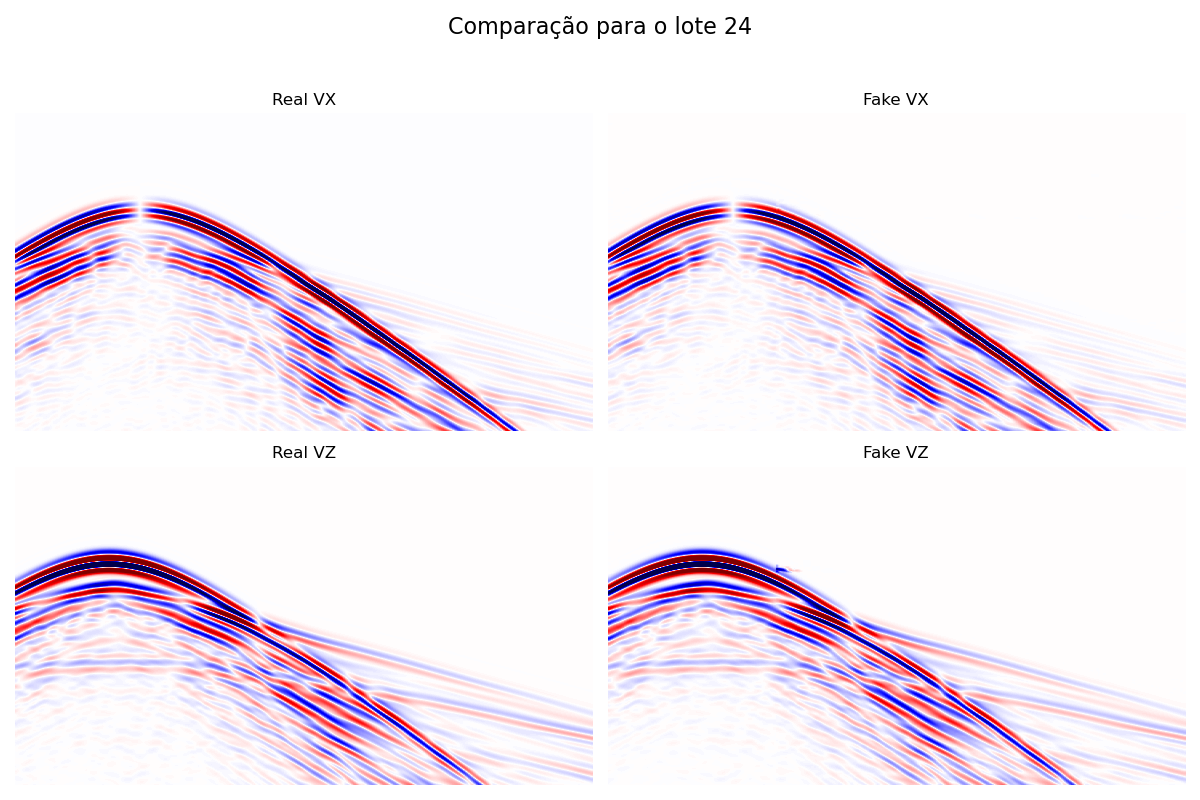 Comparação para o lote 24
Real VX
Fake VX
Real VZ
Fake VZ